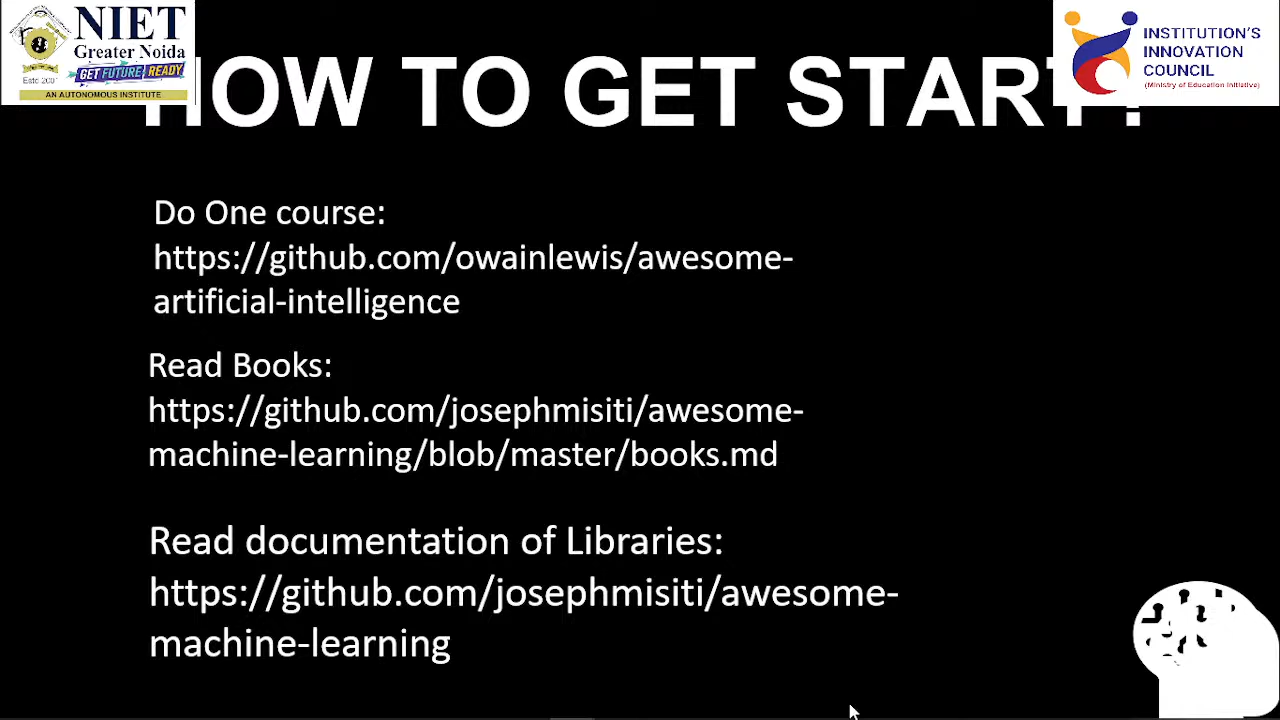 NIET
Greater Noida
GET FUTURE READY
Estd
AN AUTONOMOUS INSTITUTE
INSTITUTION'S
INNOVATION
COUNCIL
(Ministry of Education Initiative)
HOW TO GET START?
Do One course:
https://github.com/owainlewis/awesome-
artificial-intelligence
Read Books:
https://github.com/josephmisiti/awesome-
machine-learning/blob/master/books.md
Read documentation of Libraries:
https://github.com/josephmisiti/awesome-
machine-learning